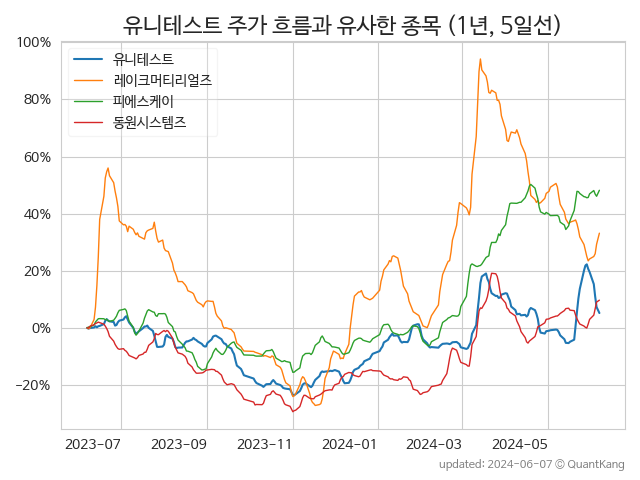 유니테스트 주가 흐름과 유사한 종목 (1년, 5일선)
100%
80%
60%
40%
20%
0%
−20%
유니테스트
레이크머티리얼즈
피에스케이
동원시스템즈
2023-07
2023-09
2023-11
2024-01
2024-03
2024-05
updated: 2024-06-07 © QuantKang